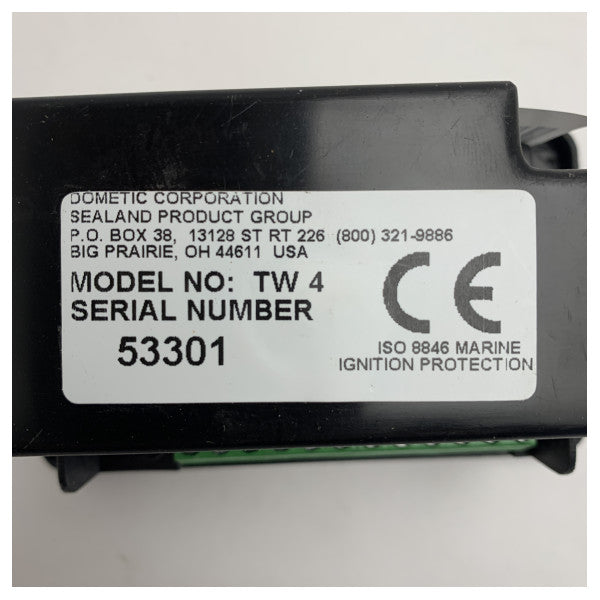 DOMETIC CORPORATION
SEALAND PRODUCT GROUP
P.O. BOX 38, 13128 ST RT 226 (800) 321-9886
BIG PRAIRIE, OH 44611 USA
MODEL NO: TW 4
SERIAL NUMBER
53301
CE
ISO 8846 MARINE
IGNITION PROTECTION